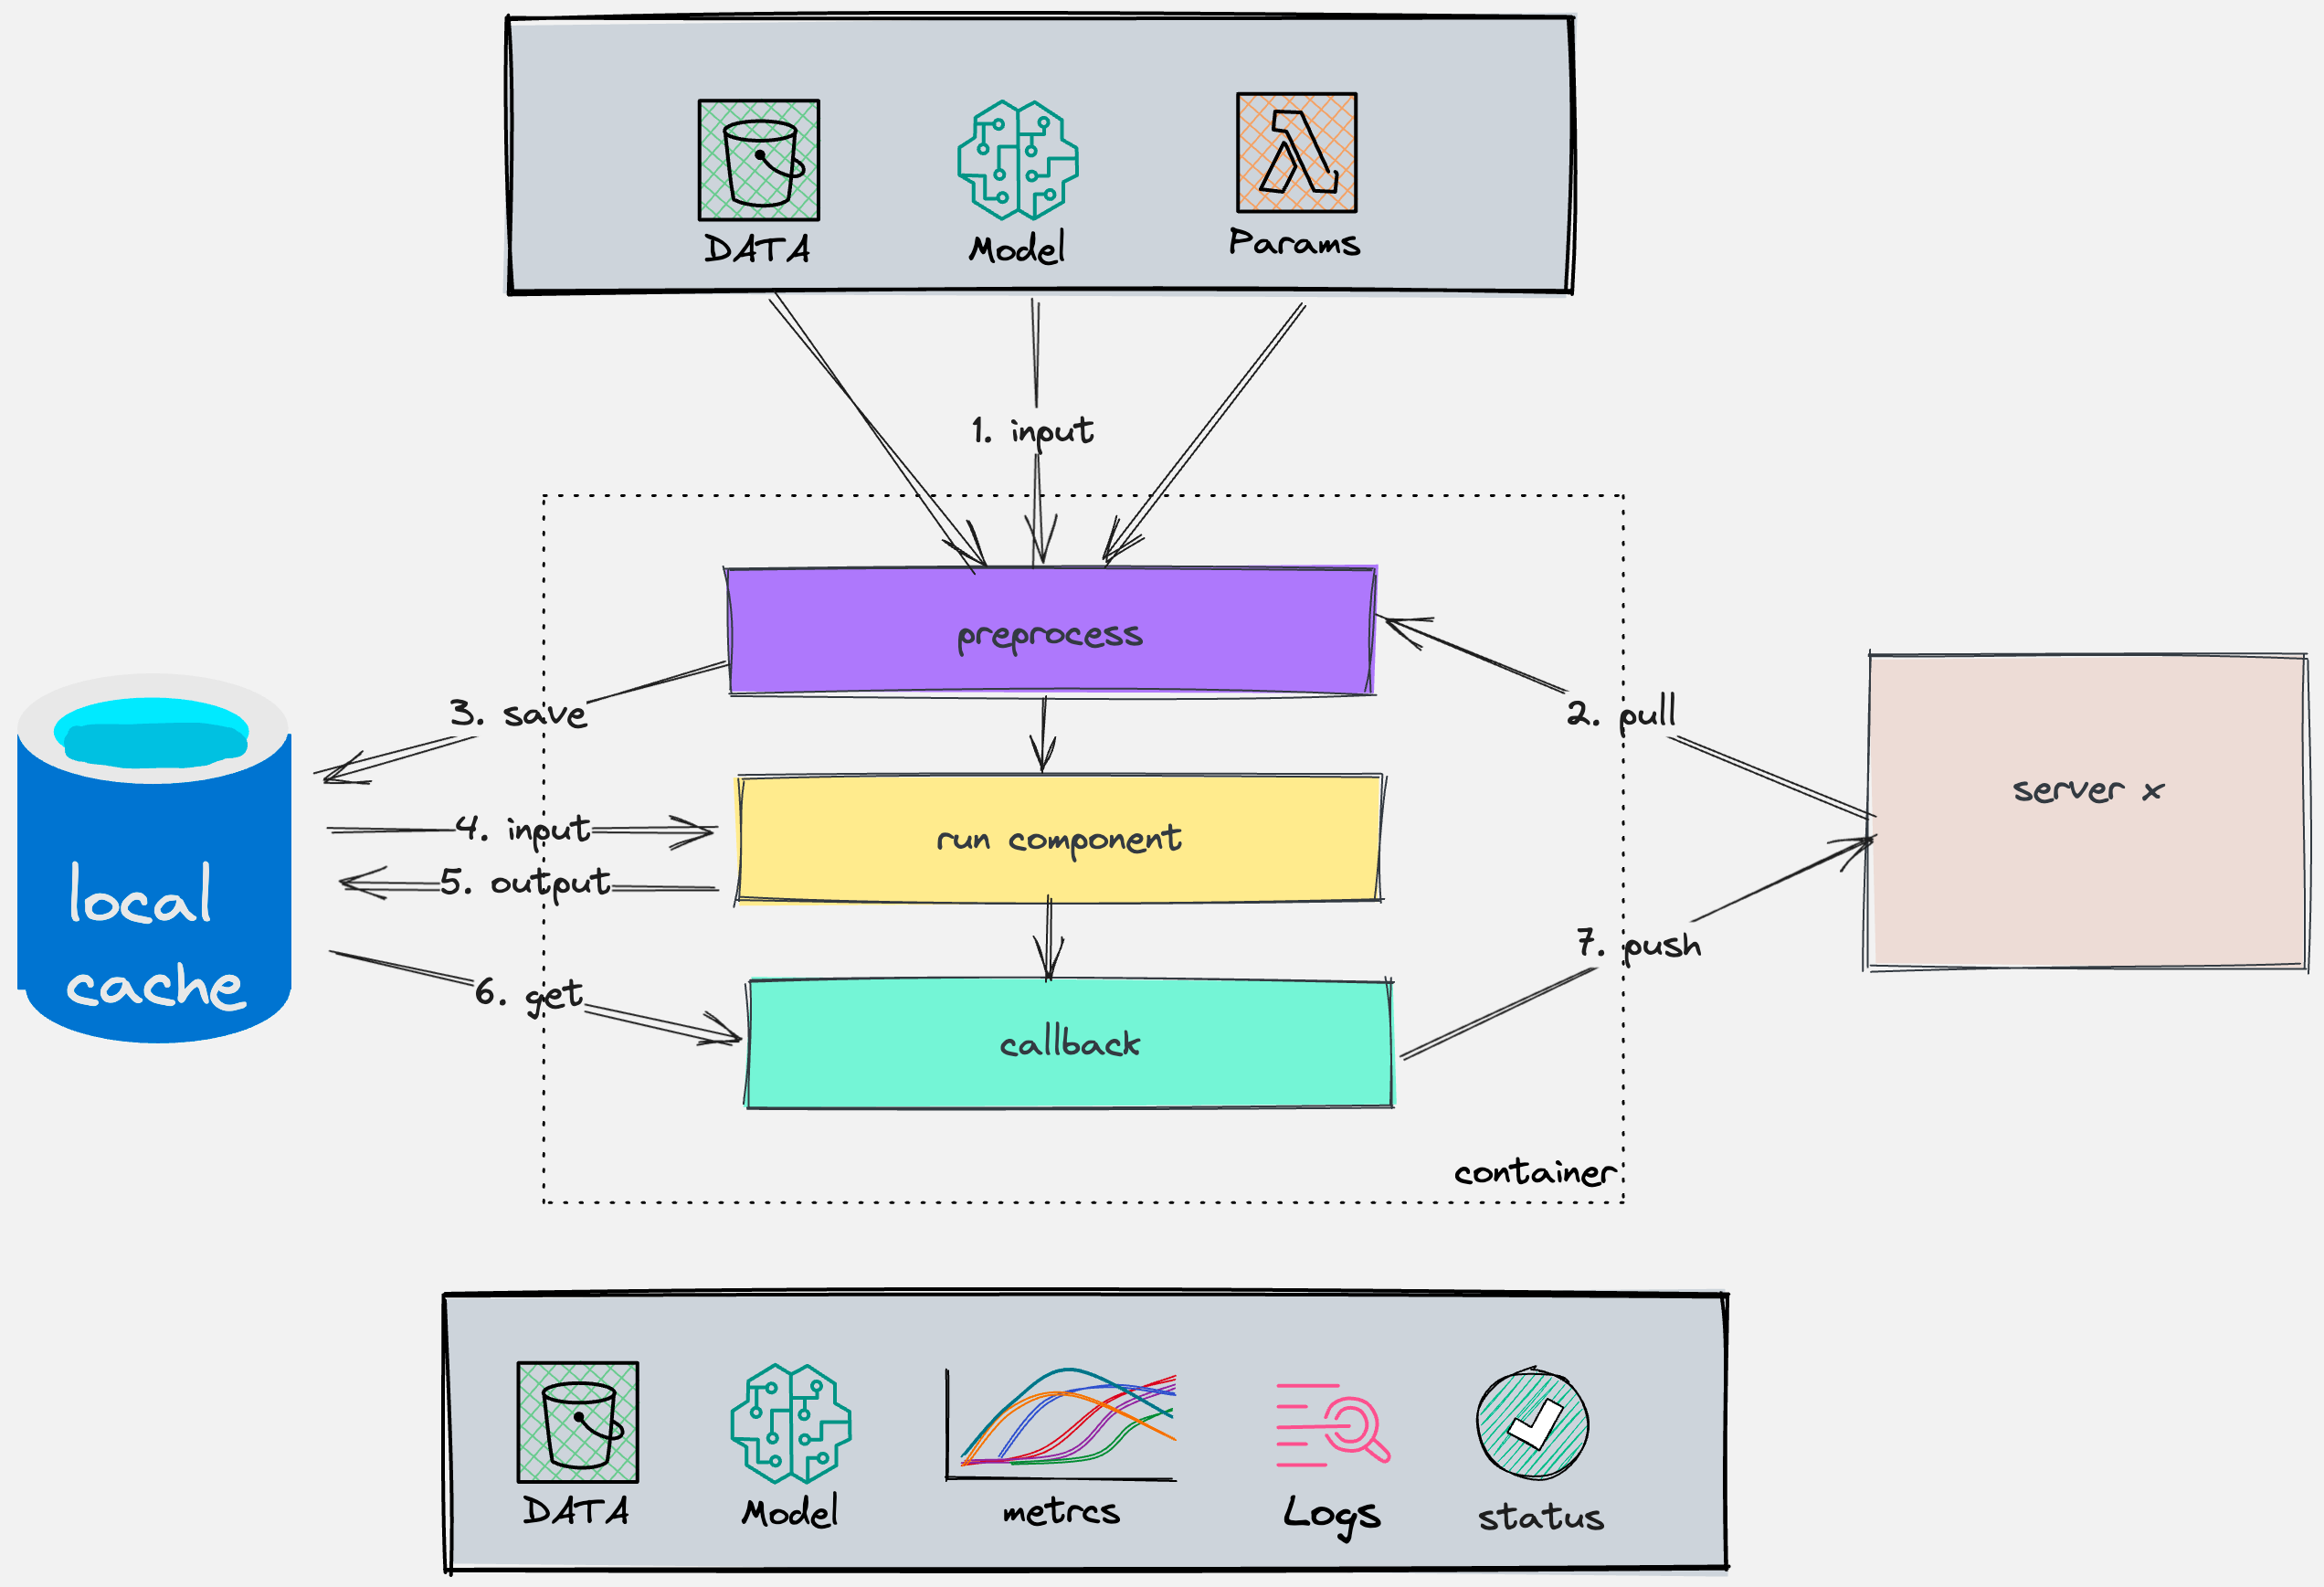 DATA
Model
Params
1. input
preprocess
3. save
2. pull
server x
4. input
run component
5. output
local
cache
6. get
7. push
callback
container
DATA
Model
metrcs
Logs
status